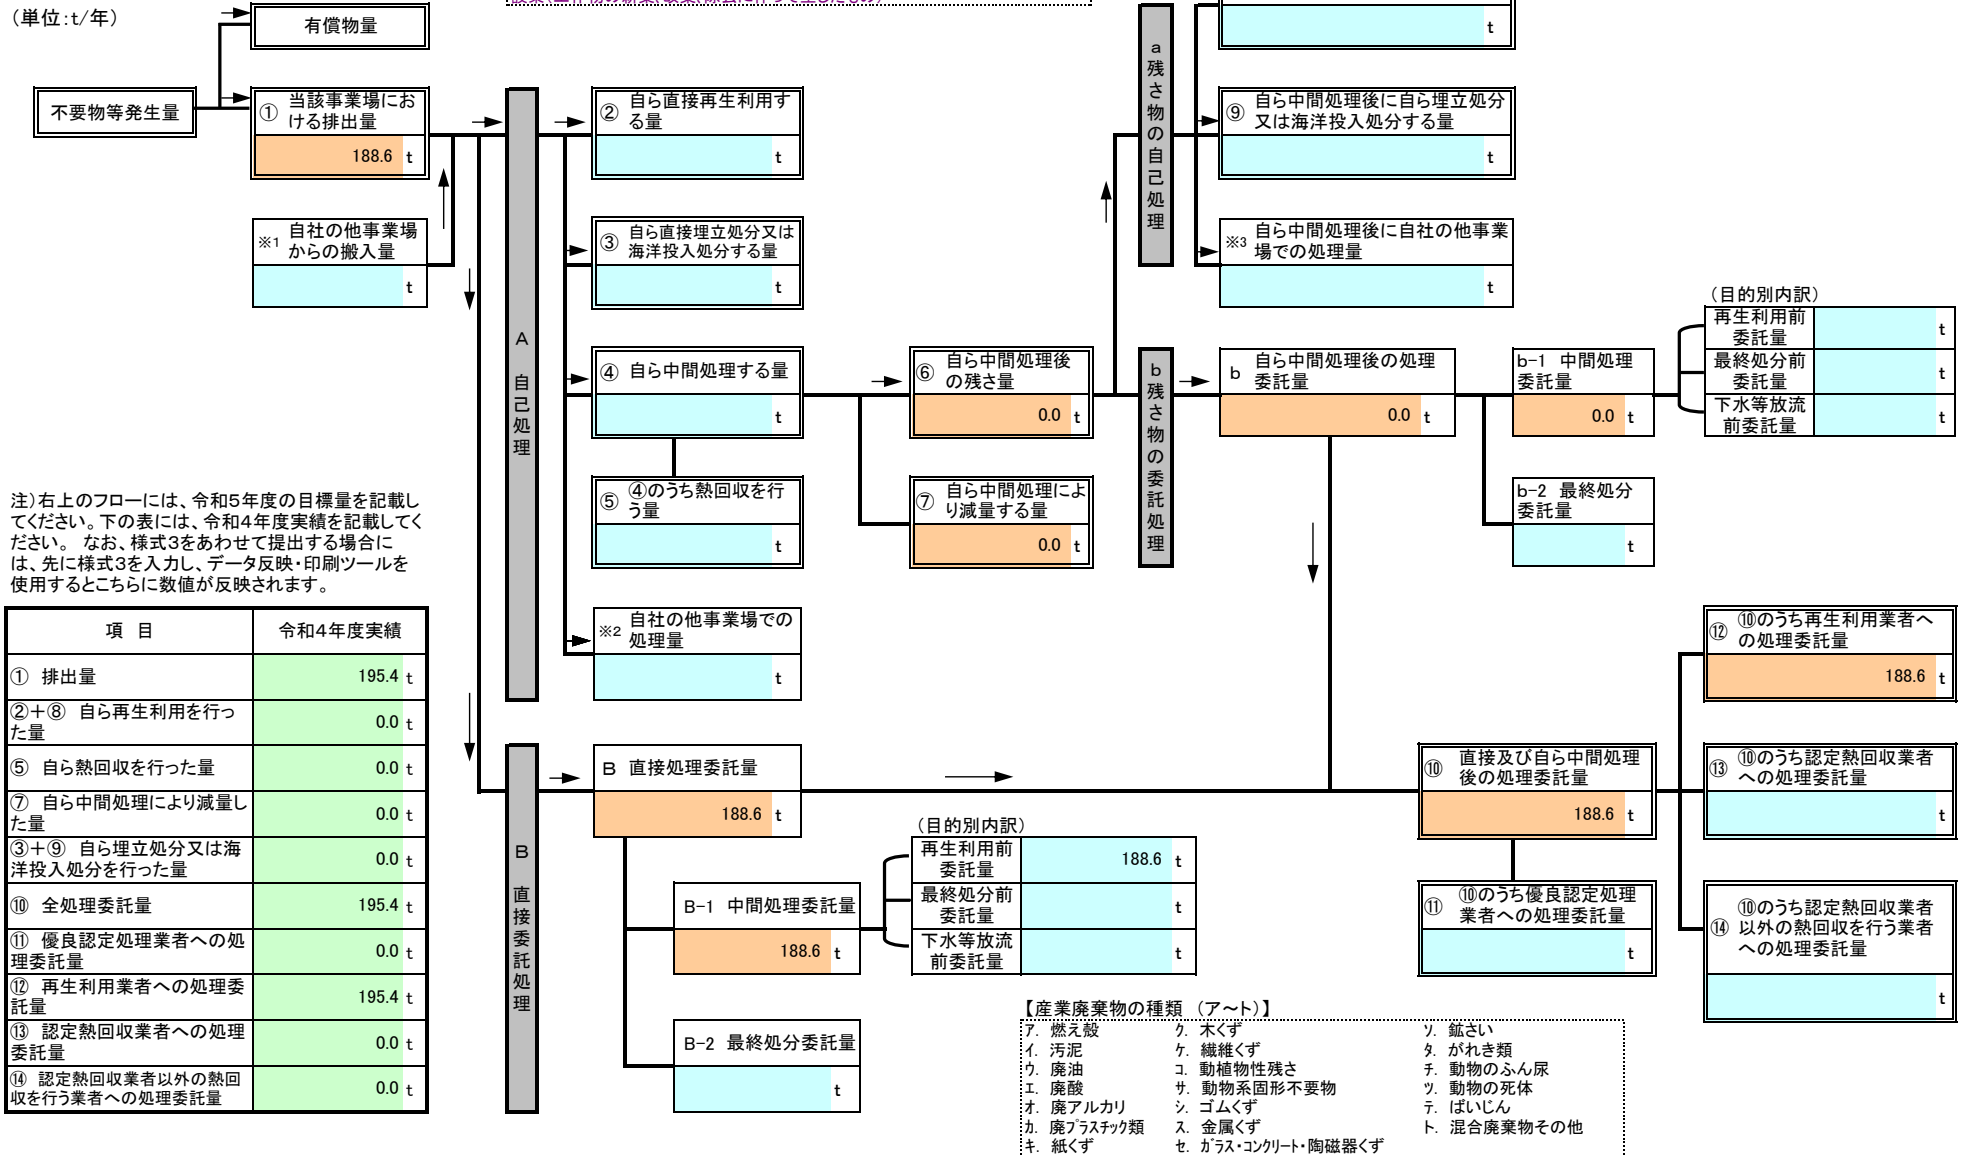 (単位:t/年)
有償物量
不要物等発生量
① 当該事業場にお
ける排出量
188.6 t
※1 自社の他事業場
からの搬入量
t
A 自己処理
② 自ら直接再生利用す
る量
t
③ 自ら直接埋立処分又は
海洋投入処分する量
t
④ 自ら中間処理する量
t
⑤ ④のうち熱回収を行
う量
t
※2 自社の他事業場での
処理量
t
⑥ 自ら中間処理後
の残さ量
0.0 t
⑦ 自ら中間処理によ
り減量する量
0.0 t
a残さ物の自己処理
t
⑨ 自ら中間処理後に自ら埋立処分
又は海洋投入処分する量
t
※3 自ら中間処理後に自社の他事業
場での処理量
t
b残さ物の委託処理
b 自ら中間処理後の処理
委託量
0.0 t
b-1 中間処理
委託量
0.0 t
b-2 最終処分
委託量
t
(目的別内訳)
再生利用前
委託量
t
最終処分前
委託量
t
下水等放流
前委託量
t
注)右上のフローには、令和5年度の目標量を記載し
てください。下の表には、令和4年度実績を記載してく
ださい。 なお、様式3をあわせて提出する場合に
は、先に様式3を入力し、データ反映・印刷ツールを
使用するとこちらに数値が反映されます。
項 目 令和4年度実績
① 排出量 195.4 t
②+⑧ 自ら再生利用を行っ
た量 0.0 t
⑤ 自ら熱回収を行った量 0.0 t
⑦ 自ら中間処理により減量し
た量 0.0 t
③+⑨ 自ら埋立処分又は海
洋投入処分を行った量 0.0 t
⑩ 全処理委託量 195.4 t
⑪ 優良認定処理業者への処
理委託量 0.0 t
⑫ 再生利用業者への処理委
託量 195.4 t
⑬ 認定熱回収業者への処理
委託量 0.0 t
⑭ 認定熱回収業者以外の熱回
収を行う業者への処理委託量 0.0 t
B 直接委託処理
B 直接処理委託量
188.6 t
B-1 中間処理委託量
188.6 t
B-2 最終処分委託量
t
(目的別内訳)
再生利用前
委託量
188.6 t
最終処分前
委託量
t
下水等放流
前委託量
t
⑩ 直接及び自ら中間処理
後の処理委託量
188.6 t
⑪ ⑩のうち優良認定処理
業者への処理委託量
t
⑫ ⑩のうち再生利用業者へ
の処理委託量
188.6 t
⑬ ⑩のうち認定熱回収業者
への処理委託量
t
⑭ ⑩のうち認定熱回収業者
以外の熱回収を行う業者
への処理委託量
t
【産業廃棄物の種類 (ア~ト)】
ア. 燃え殻 ク. 木くず ソ. 鉱さい
イ. 汚泥 ケ. 繊維くず タ. がれき類
ウ. 廃油 コ. 動植物性残さ チ. 動物のふん尿
エ. 廃酸 サ. 動物系固形不要物 ツ. 動物の死体
オ. 廃アルカリ シ. ゴムくず テ. ばいじん
カ. 廃プラスチック類 ス. 金属くず ト. 混合廃棄物その他
キ. 紙くず セ. ガラス・コンクリート・陶磁器くず